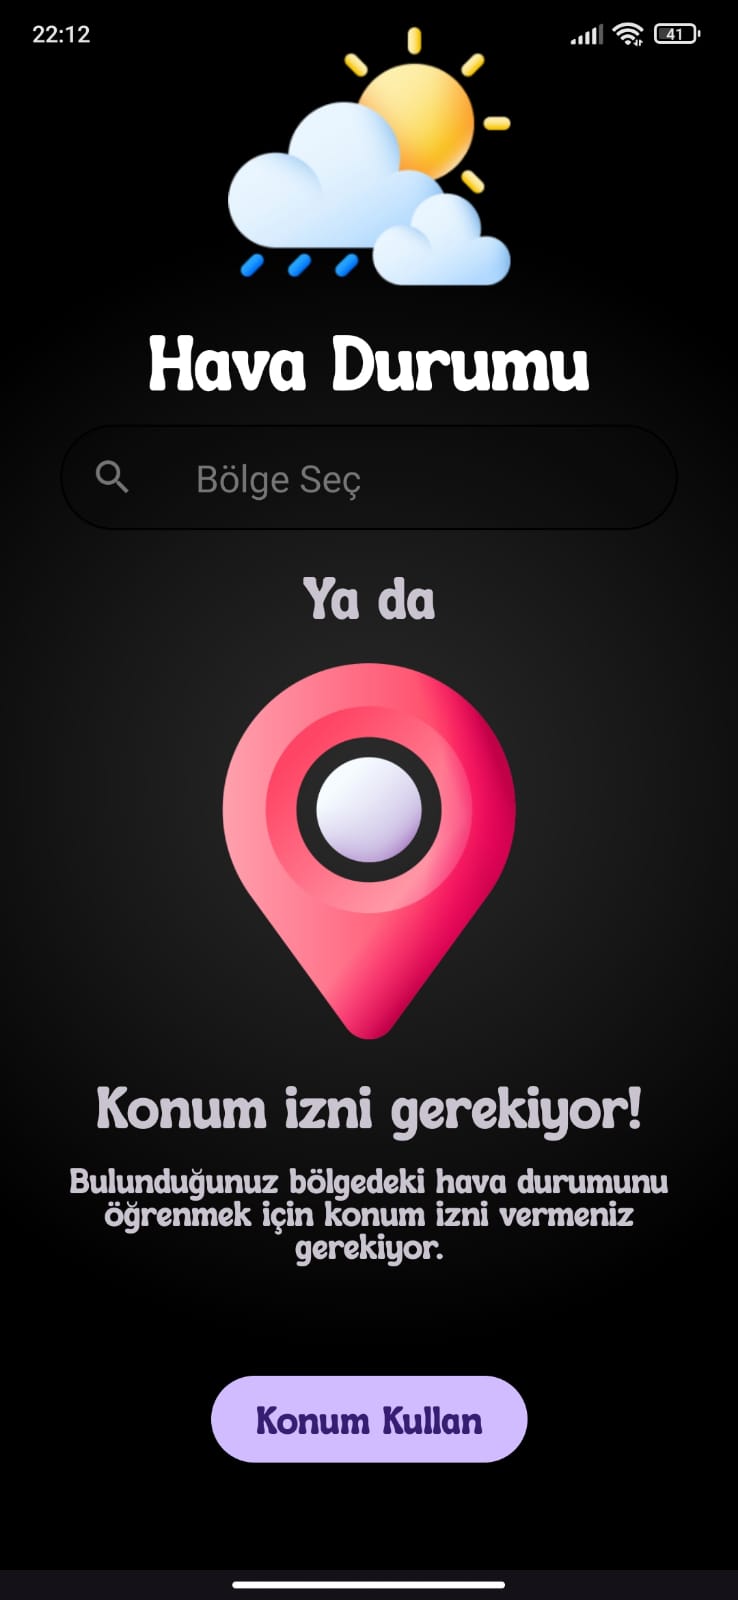 22:12
41
Hava Durumu
Bölge Seç
Ya da
Konum izni gerekiyor!
Bulunduğunuz bölgedeki hava durumunu
öğrenmek için konum izni vermeniz
gerekiyor.
Konum Kullan